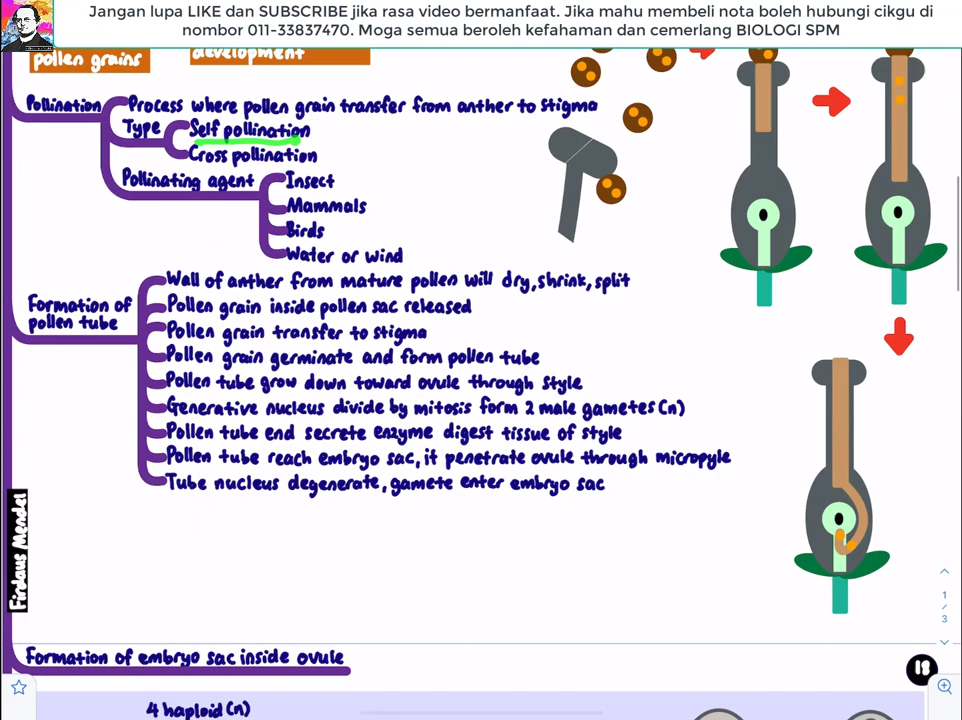 Jangan lupa LIKE dan SUBSCRIBE jika rasa video bermanfaat. Jika mahu membeli nota boleh hubungi cikgu di
nombor 011-33837470. Moga semua beroleh kefahaman dan cemerlang BIOLOGI SPM
pollen grains
development
Pollination
Process where pollen grain transfer from anther to stigma
Type
Self pollination
Cross pollination
Pollinating agent
Insect
Mammals
Birds
Water or wind
Formation of
pollen tube
Wall of anther from mature pollen will dry, shrink, split
Pollen grain inside pollen sac released
Pollen grain transfer to stigma
Pollen grain germinate and form pollen tube
Pollen tube grow down toward ovule through style
Generative nucleus divide by mitosis form 2 male gametes (n)
Pollen tube end secrete enzyme digest tissue of style
Pollen tube reach embryo sac, it penetrate ovule through micropyle
Tube nucleus degenerate, gamete enter embryo sac
Firdaus Mendel
1
/
3
Formation of embryo sac inside ovule
18
4 haploid (n)